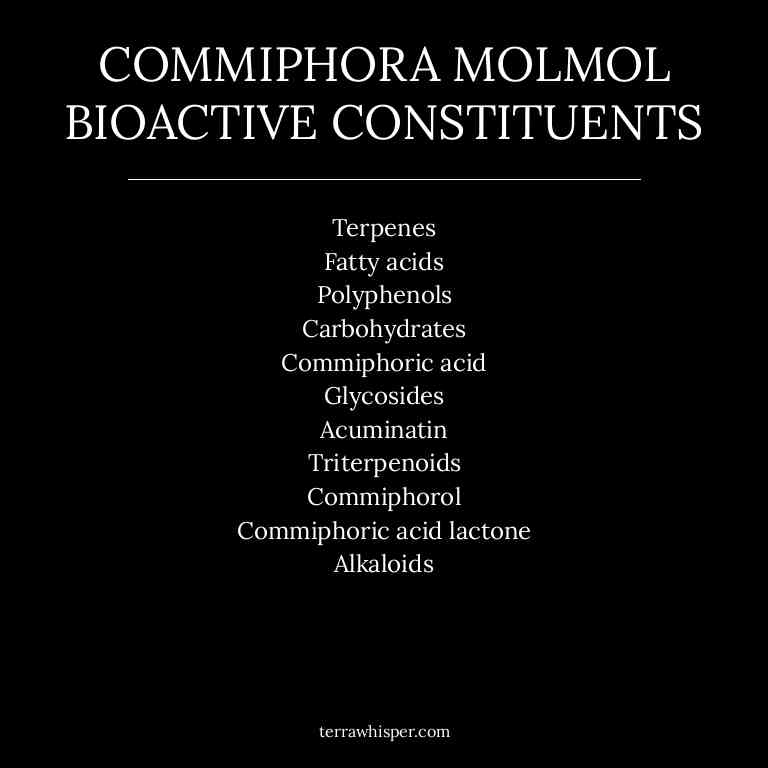 COMMIPHORA MOLMOL
BIOACTIVE CONSTITUENTS
Terpenes
Fatty acids
Polyphenols
Carbohydrates
Commiphoric acid
Glycosides
Acuminatin
Triterpenoids
Commiphorol
Commiphoric acid lactone
Alkaloids
terrawhisper.com